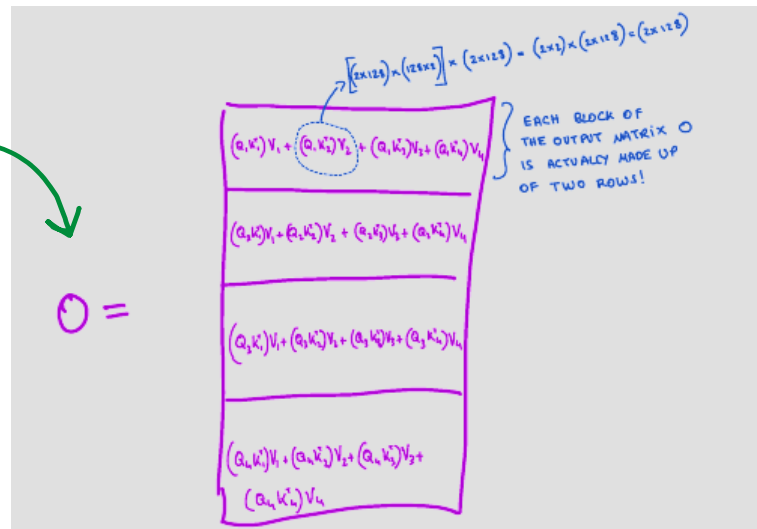 [(2x128) x (128x2)] x (2x128) = (2x2) x (2x128) = (2x128)
(Q₁K₁ᵀ)V₁ + (Q₁K₂ᵀ)V₂ + (Q₁K₃ᵀ)V₃ + (Q₁K₄ᵀ)V₄
EACH BLOCK OF
THE OUTPUT MATRIX O
IS ACTUALLY MADE UP
OF TWO ROWS!
(Q₂K₁ᵀ)V₁ + (Q₂K₂ᵀ)V₂ + (Q₂K₃ᵀ)V₃ + (Q₂K₄ᵀ)V₄
O =
(Q₃K₁ᵀ)V₁ + (Q₃K₂ᵀ)V₂ + (Q₃K₃ᵀ)V₃ + (Q₃K₄ᵀ)V₄
(Q₄K₁ᵀ)V₁ + (Q₄K₂ᵀ)V₂ + (Q₄K₃ᵀ)V₃ +
(Q₄K₄ᵀ)V₄